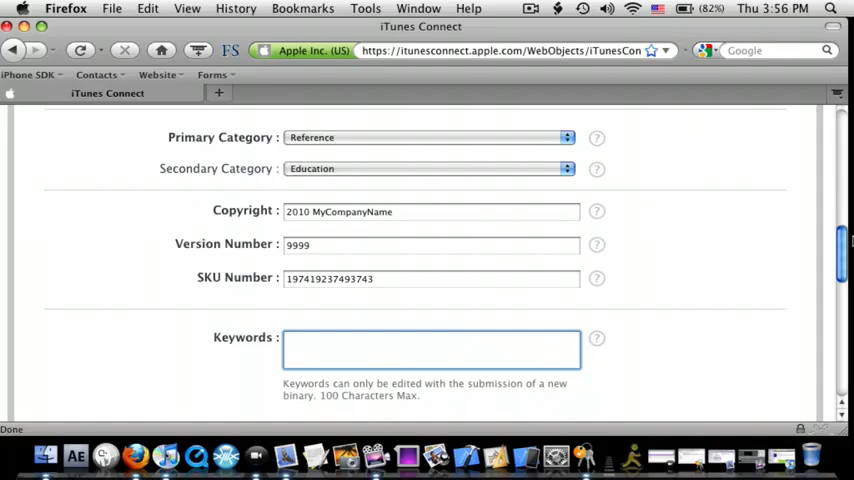 Firefox File Edit View History Bookmarks Tools Window Help (82%) Thu 3:56 PM
iTunes Connect
FS Apple Inc. (US) https://itunesconnect.apple.com/WebObjects/iTunesCon Google
iPhone SDK Contacts Website Forms
iTunes Connect +
Primary Category : Reference ?
Secondary Category : Education ?
Copyright : 2010 MyCompanyName ?
Version Number : 9999 ?
SKU Number : 197419237493743 ?
Keywords : ?
Keywords can only be edited with the submission of a new
binary. 100 Characters Max.
Done
AE